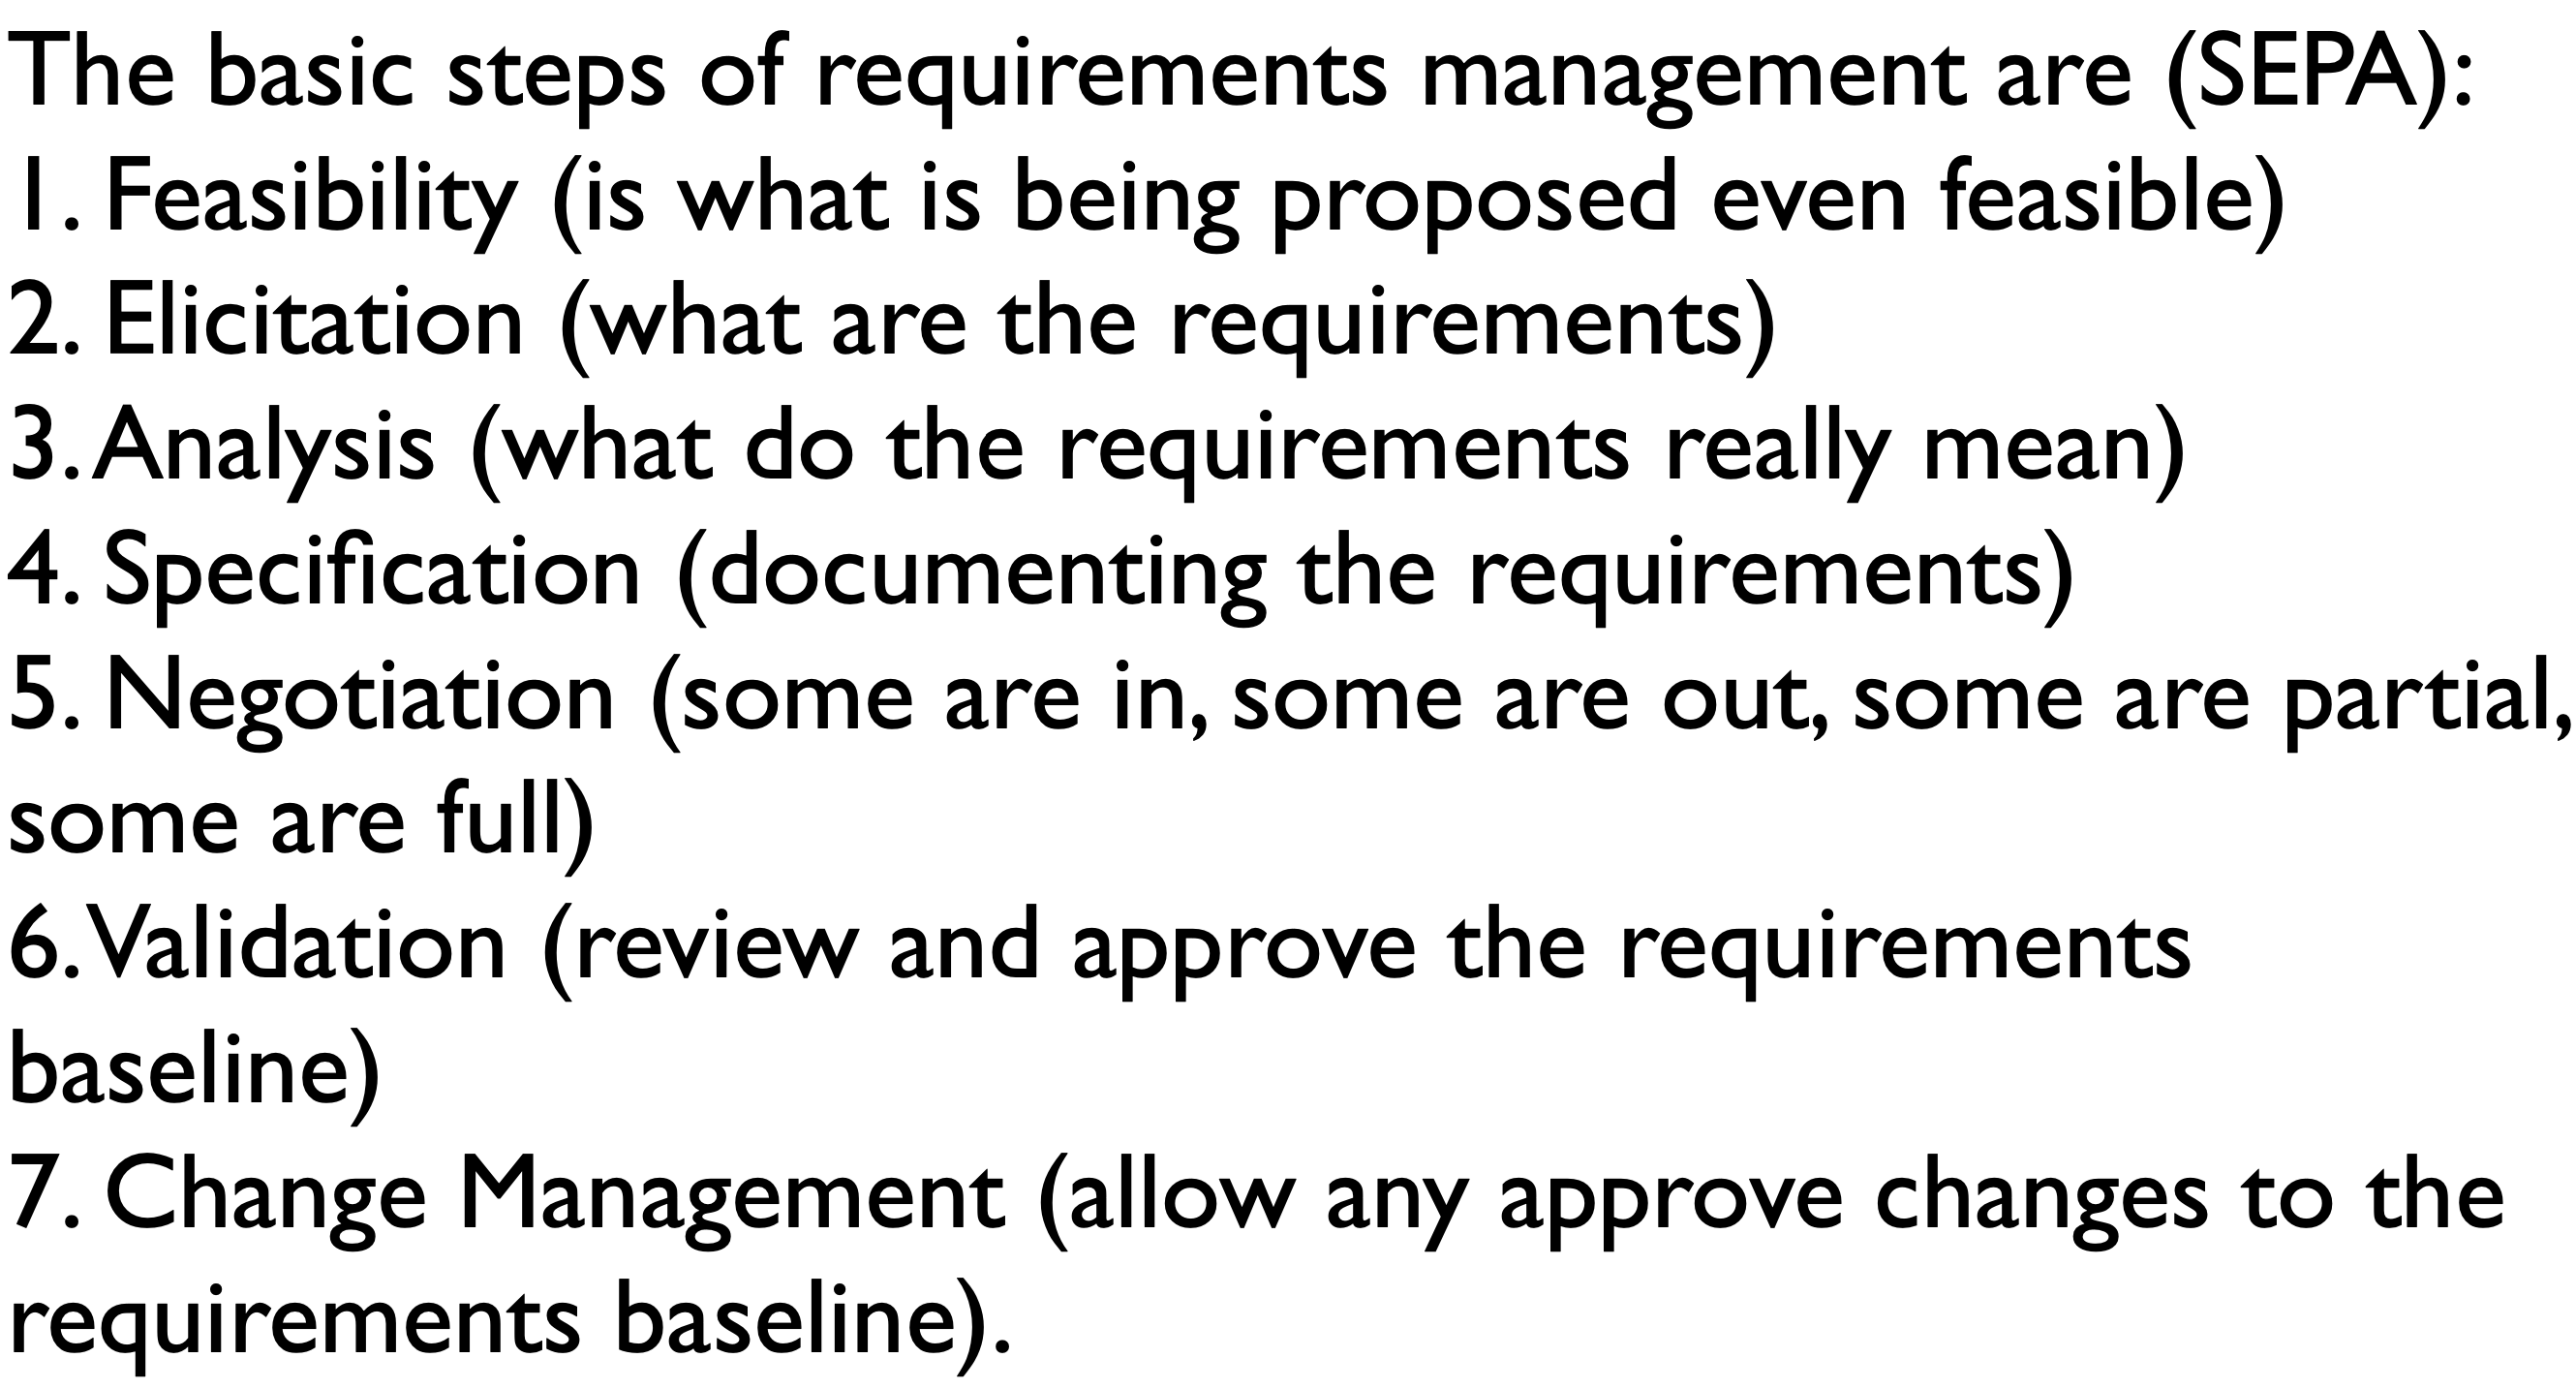 The basic steps of requirements management are (SEPA):
1. Feasibility (is what is being proposed even feasible)
2. Elicitation (what are the requirements)
3. Analysis (what do the requirements really mean)
4. Specification (documenting the requirements)
5. Negotiation (some are in, some are out, some are partial,
some are full)
6. Validation (review and approve the requirements
baseline)
7. Change Management (allow any approve changes to the
requirements baseline).